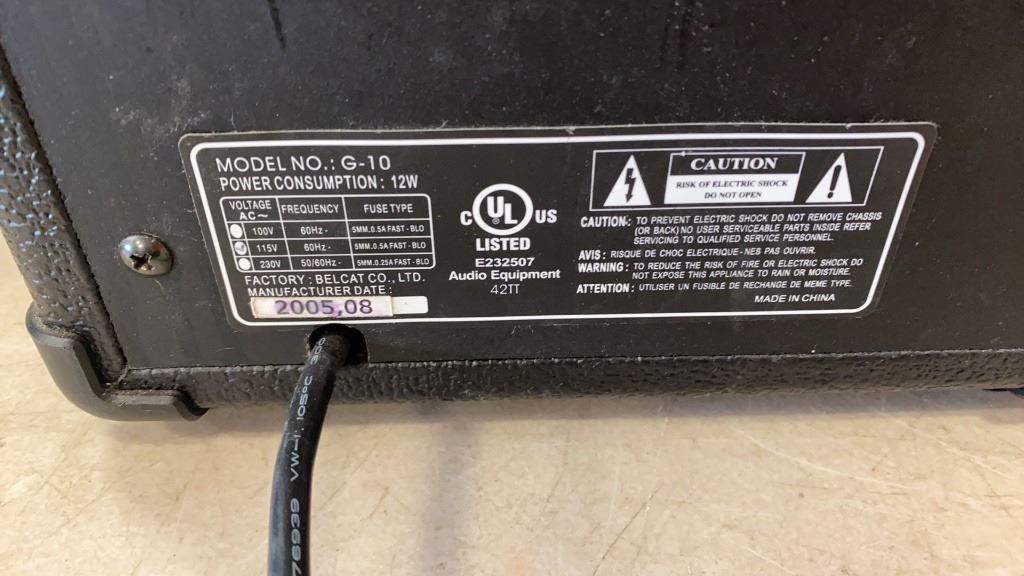 MODEL NO.: G-10
POWER CONSUMPTION : 12W
VOLTAGE AC~ FREQUENCY FUSE TYPE
100V 60Hz~ 5MM.0.5A FAST-BLO
115V 60Hz~ 5MM.0.5A FAST-BLO
230V 50/60Hz~ 5MM.0.25A FAST-BLO
FACTORY : BELCAT CO., LTD.
MANUFACTURER DATE :
2005,08
C UL US
LISTED
E232507
Audio Equipment
42TT
CAUTION
RISK OF ELECTRIC SHOCK
DO NOT OPEN
CAUTION: TO PREVENT ELECTRIC SHOCK DO NOT REMOVE CHASSIS
(OR BACK) NO USER SERVICEABLE PARTS INSIDE REFER
SERVICING TO QUALIFIED SERVICE PERSONNEL.
AVIS : RISQUE DE CHOC ELECTRIQUE-NES PAS OUVRIR.
WARNING: TO REDUCE THE RISK OF FIRE OR ELECTRIC SHOCK DO
NOT EXPOSE THIS APPLIANCE TO RAIN OR MOISTURE.
ATTENTION : UTILISER UN FUSIBLE DE RECHANGE DE MEME TYPE.
MADE IN CHINA
VW-1 105°C 300